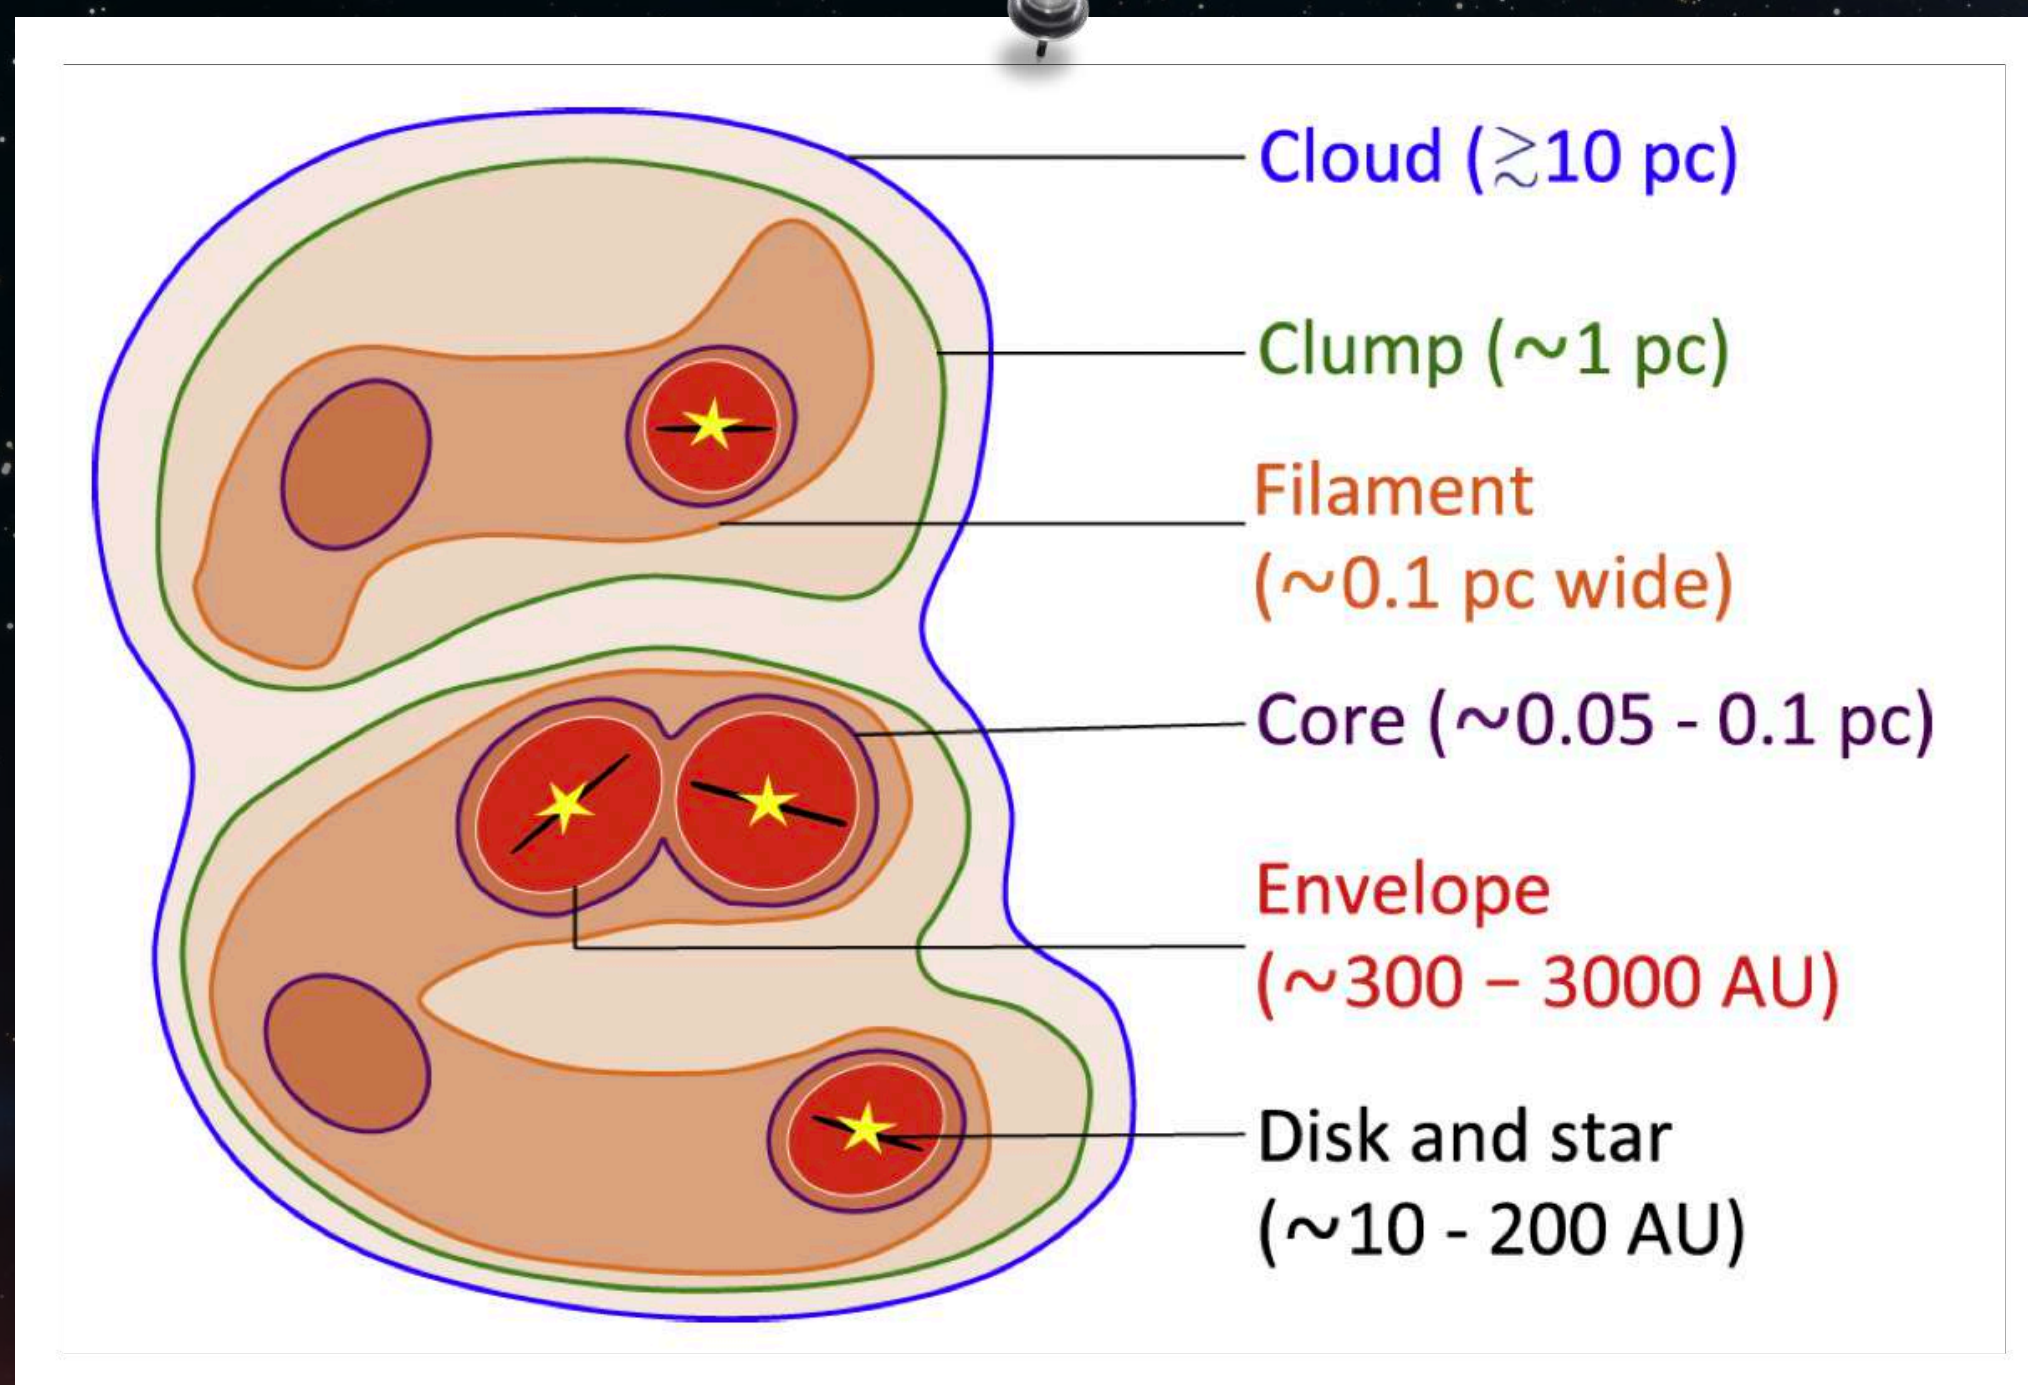 Cloud (≳10 pc)
Clump (~1 pc)
Filament
(~0.1 pc wide)
Core (~0.05 - 0.1 pc)
Envelope
(~300 – 3000 AU)
Disk and star
(~10 - 200 AU)